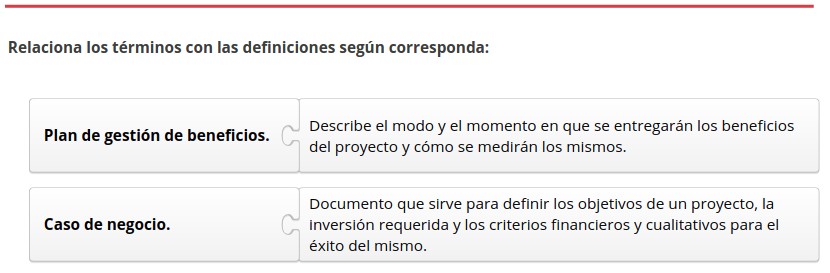 Relaciona los términos con las definiciones según corresponda:
Plan de gestión de beneficios.
Describe el modo y el momento en que se entregarán los beneficios
del proyecto y cómo se medirán los mismos.
Caso de negocio.
Documento que sirve para definir los objetivos de un proyecto, la
inversión requerida y los criterios financieros y cualitativos para el
éxito del mismo.